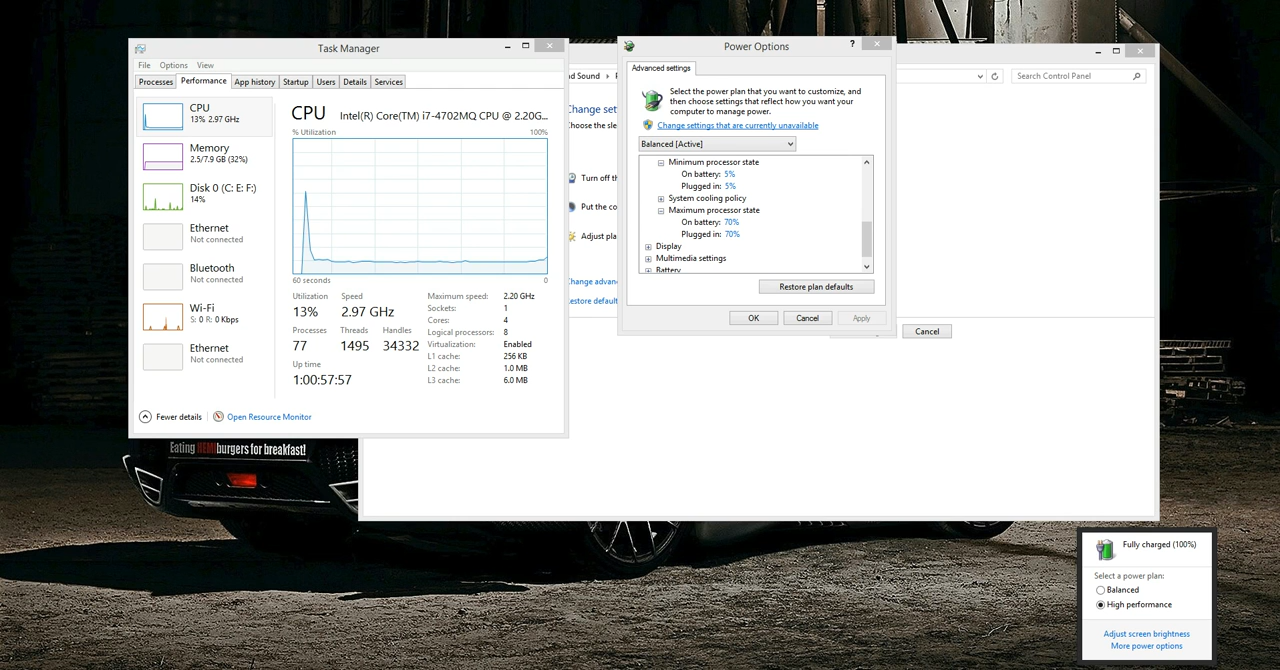 Task Manager
File Options View
Processes Performance App history Startup Users Details Services
CPU
13% 2.97 GHz
Memory
2.5/7.9 GB (32%)
Disk 0 (C: E: F:)
14%
Ethernet
Not connected
Bluetooth
Not connected
Wi-Fi
S: 0 R: 0 Kbps
Ethernet
Not connected
CPU Intel(R) Core(TM) i7-4702MQ CPU @ 2.20G...
% Utilization 100%
60 seconds 0
Utilization Speed
13% 2.97 GHz
Processes Threads Handles
77 1495 34332
Up time
1:00:57:57
Maximum speed: 2.20 GHz
Sockets: 1
Cores: 4
Logical processors: 8
Virtualization: Enabled
L1 cache: 256 KB
L2 cache: 1.0 MB
L3 cache: 6.0 MB
Fewer details Open Resource Monitor
nd Sound
Search Control Panel
Change set
Choose the sle
Turn off th
Put the co
Adjust pla
Change advan
Restore default
Cancel
Power Options
?
Advanced settings
Select the power plan that you want to customize, and
then choose settings that reflect how you want your
computer to manage power.
Change settings that are currently unavailable
Balanced [Active]
Minimum processor state
On battery: 5%
Plugged in: 5%
System cooling policy
Maximum processor state
On battery: 70%
Plugged in: 70%
Display
Multimedia settings
Battery
Restore plan defaults
OK Cancel Apply
Eating HEMI burgers for breakfast!
Fully charged (100%)
Select a power plan:
Balanced
High performance
Adjust screen brightness
More power options